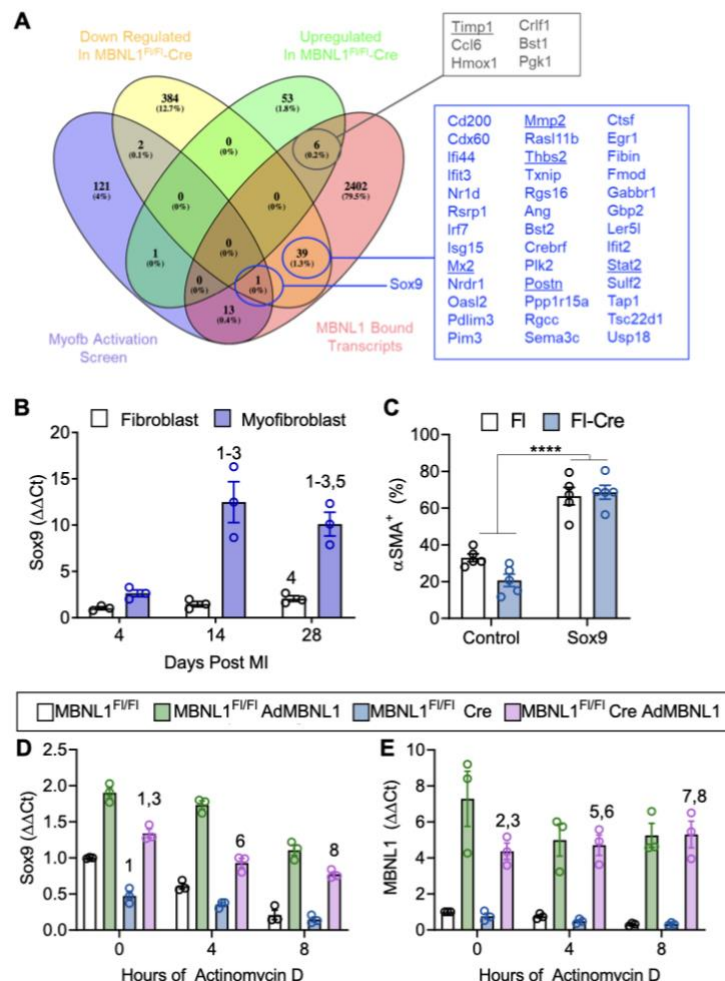 A
Down Regulated
In MBNL1Fl/Fl-Cre
Upregulated
In MBNL1Fl/Fl-Cre
Timp1 Crlf1
Ccl6 Bst1
Hmox1 Pgk1
384
(12.7%)
53
(1.8%)
2
(0.1%)
0
(0%)
6
(0.2%)
121
(4%)
0
(0%)
0
(0%)
2402
(79.5%)
1
(0%)
0
(0%)
39
(1.3%)
0
(0%)
1
(0%)
13
(0.4%)
Sox9
Myofb Activation
Screen
MBNL1 Bound
Transcripts
Cd200 Mmp2 Ctsf
Cdx60 Rasl11b Egr1
Ifi44 Thbs2 Fibin
Ifit3 Txnip Fmod
Nr1d Rgs16 Gabbr1
Rsrp1 Ang Gbp2
Irf7 Bst2 Ler5l
Isg15 Crebrf Ifit2
Mx2 Plk2 Stat2
Nrdr1 Postn Sulf2
Oasl2 Ppp1r15a Tap1
Pdlim3 Rgcc Tsc22d1
Pim3 Sema3c Usp18
B
Fibroblast Myofibroblast
Sox9 (ΔΔCt)
20
15
10
5
0
1-3
1-3,5
4
4 14 28
Days Post MI
C
Fl
Fl-Cre
αSMA+ (%)
100
80
60
40
20
0
****
Control Sox9
MBNL1Fl/Fl MBNL1Fl/Fl AdMBNL1 MBNL1Fl/Fl Cre MBNL1Fl/Fl Cre AdMBNL1
D
Sox9 (ΔΔCt)
2.5
2.0
1.5
1.0
0.5
0.0
1
1,3
6
8
0 4 8
Hours of Actinomycin D
E
MBNL1 (ΔΔCt)
10
8
6
4
2
0
2,3
5,6
7,8
0 4 8
Hours of Actinomycin D